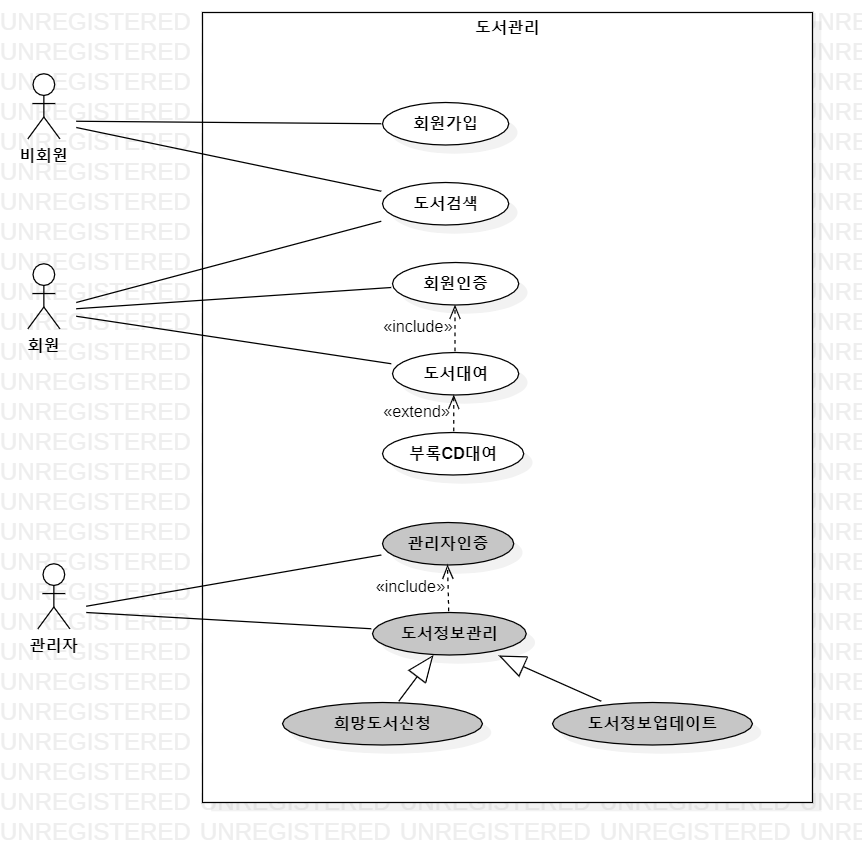 도서관리
비회원
회원가입
도서검색
회원
회원인증
«include»
도서대여
«extend»
부록CD대여
관리자
관리자인증
«include»
도서정보관리
희망도서신청
도서정보업데이트
UNREGISTERED